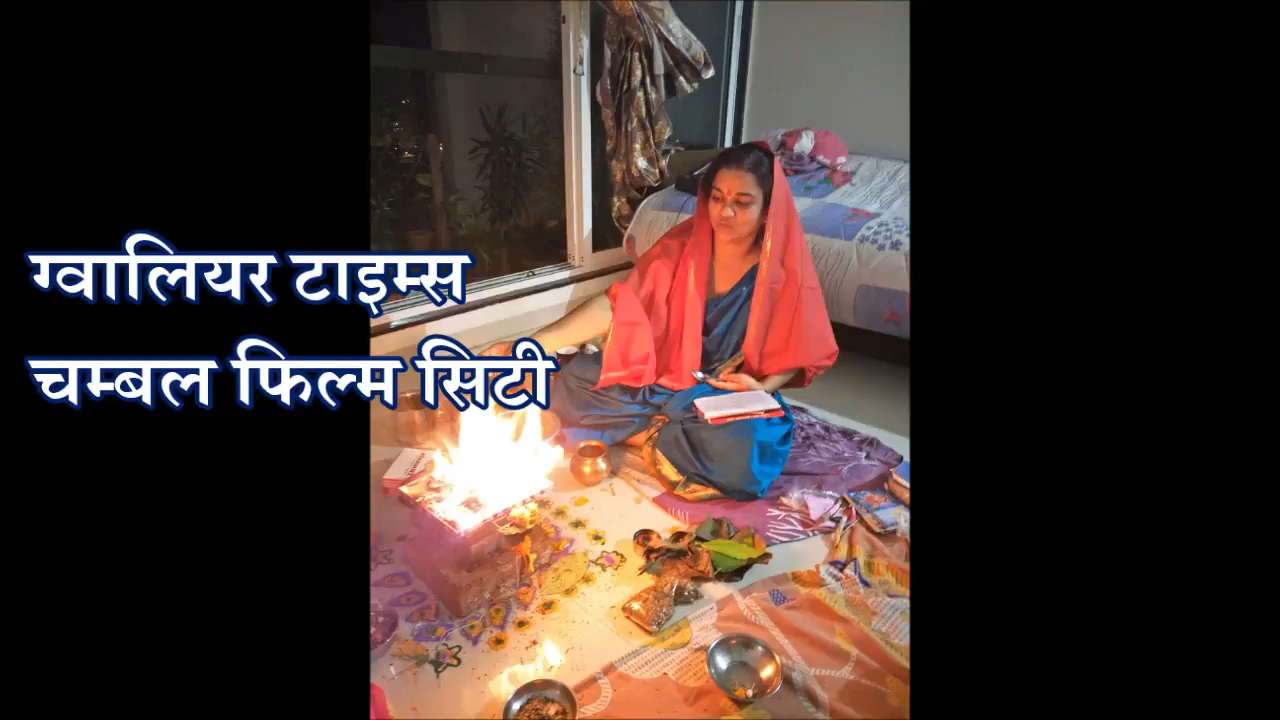 ग्वालियर टाइम्स
चम्बल फिल्म सिटी